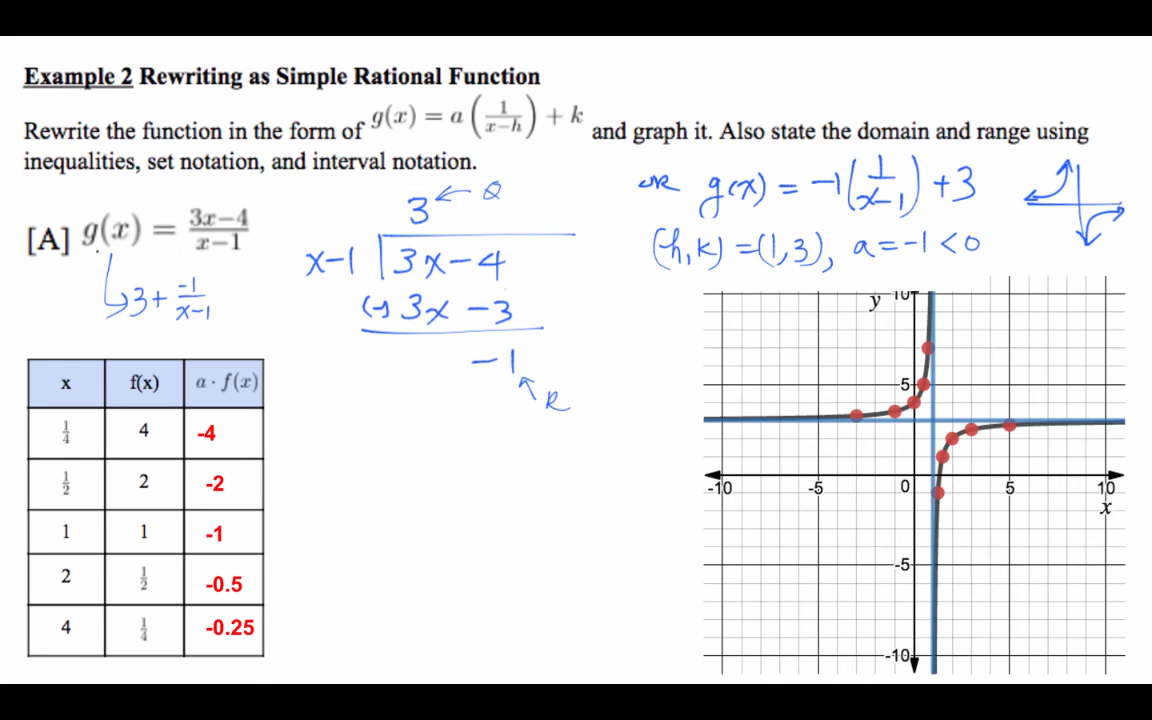 Example 2 Rewriting as Simple Rational Function
Rewrite the function in the form of g(x) = a (1/(x−h)) + k and graph it. Also state the domain and range using
inequalities, set notation, and interval notation.
or g(x) = −1(1/(x−1)) + 3
(h,k) = (1,3), a = −1 < 0
[A] g(x) = (3x−4)/(x−1)
3 + −1/(x−1)
3 ← Q
x−1 3x − 4
(-) 3x − 3
−1
R
x f(x) a · f(x)
1/4 4 -4
1/2 2 -2
1 1 -1
2 1/2 -0.5
4 1/4 -0.25
y 10
5
-10 -5 0 5 10
x
-5
-10